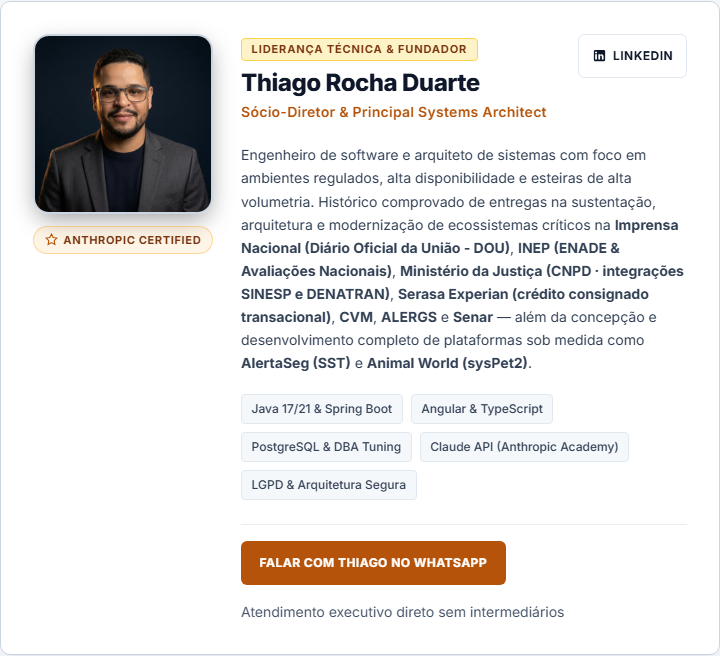 LIDERANÇA TÉCNICA & FUNDADOR
LINKEDIN
Thiago Rocha Duarte
Sócio-Diretor & Principal Systems Architect
ANTHROPIC CERTIFIED
Engenheiro de software e arquiteto de sistemas com foco em
ambientes regulados, alta disponibilidade e esteiras de alta
volumetria. Histórico comprovado de entregas na sustentação,
arquitetura e modernização de ecossistemas críticos na Imprensa
Nacional (Diário Oficial da União - DOU), INEP (ENADE &
Avaliações Nacionais), Ministério da Justiça (CNPD · integrações
SINESP e DENATRAN), Serasa Experian (crédito consignado
transacional), CVM, ALERGS e Senar — além da concepção e
desenvolvimento completo de plataformas sob medida como
AlertaSeg (SST) e Animal World (sysPet2).
Java 17/21 & Spring Boot
Angular & TypeScript
PostgreSQL & DBA Tuning
Claude API (Anthropic Academy)
LGPD & Arquitetura Segura
FALAR COM THIAGO NO WHATSAPP
Atendimento executivo direto sem intermediários